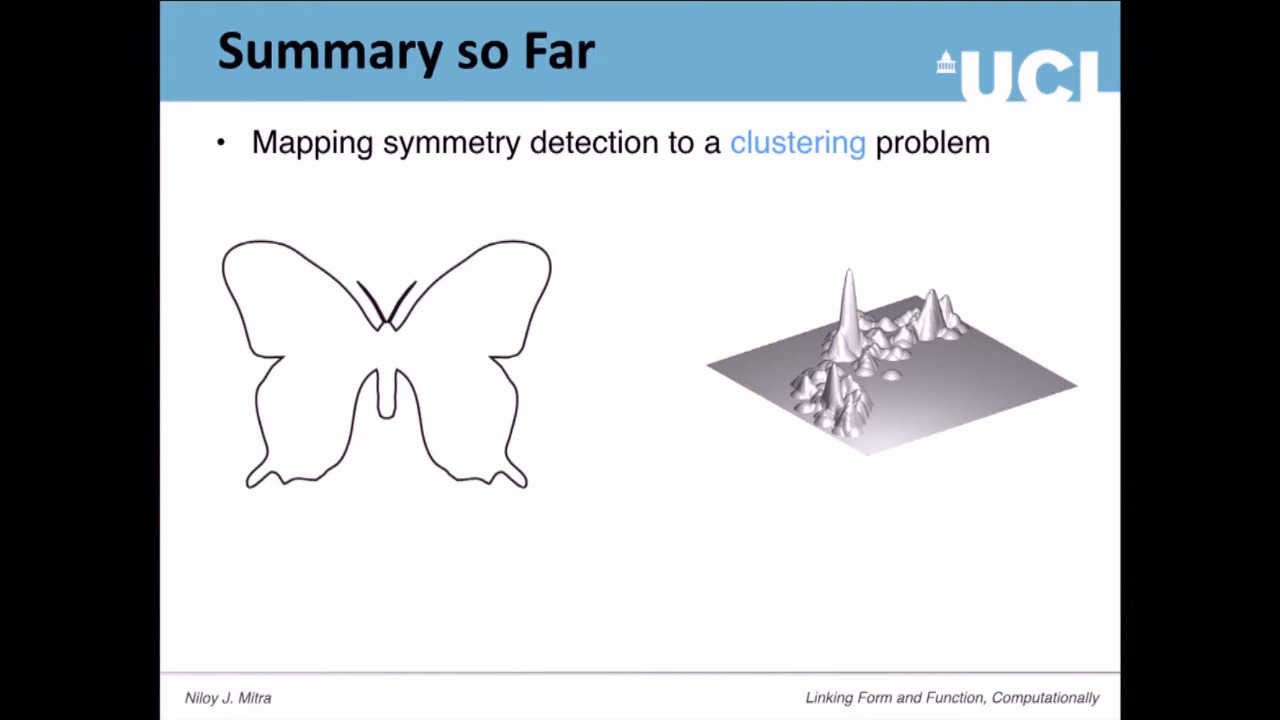 Summary so Far
UCL
• Mapping symmetry detection to a clustering problem
Niloy J. Mitra
Linking Form and Function, Computationally